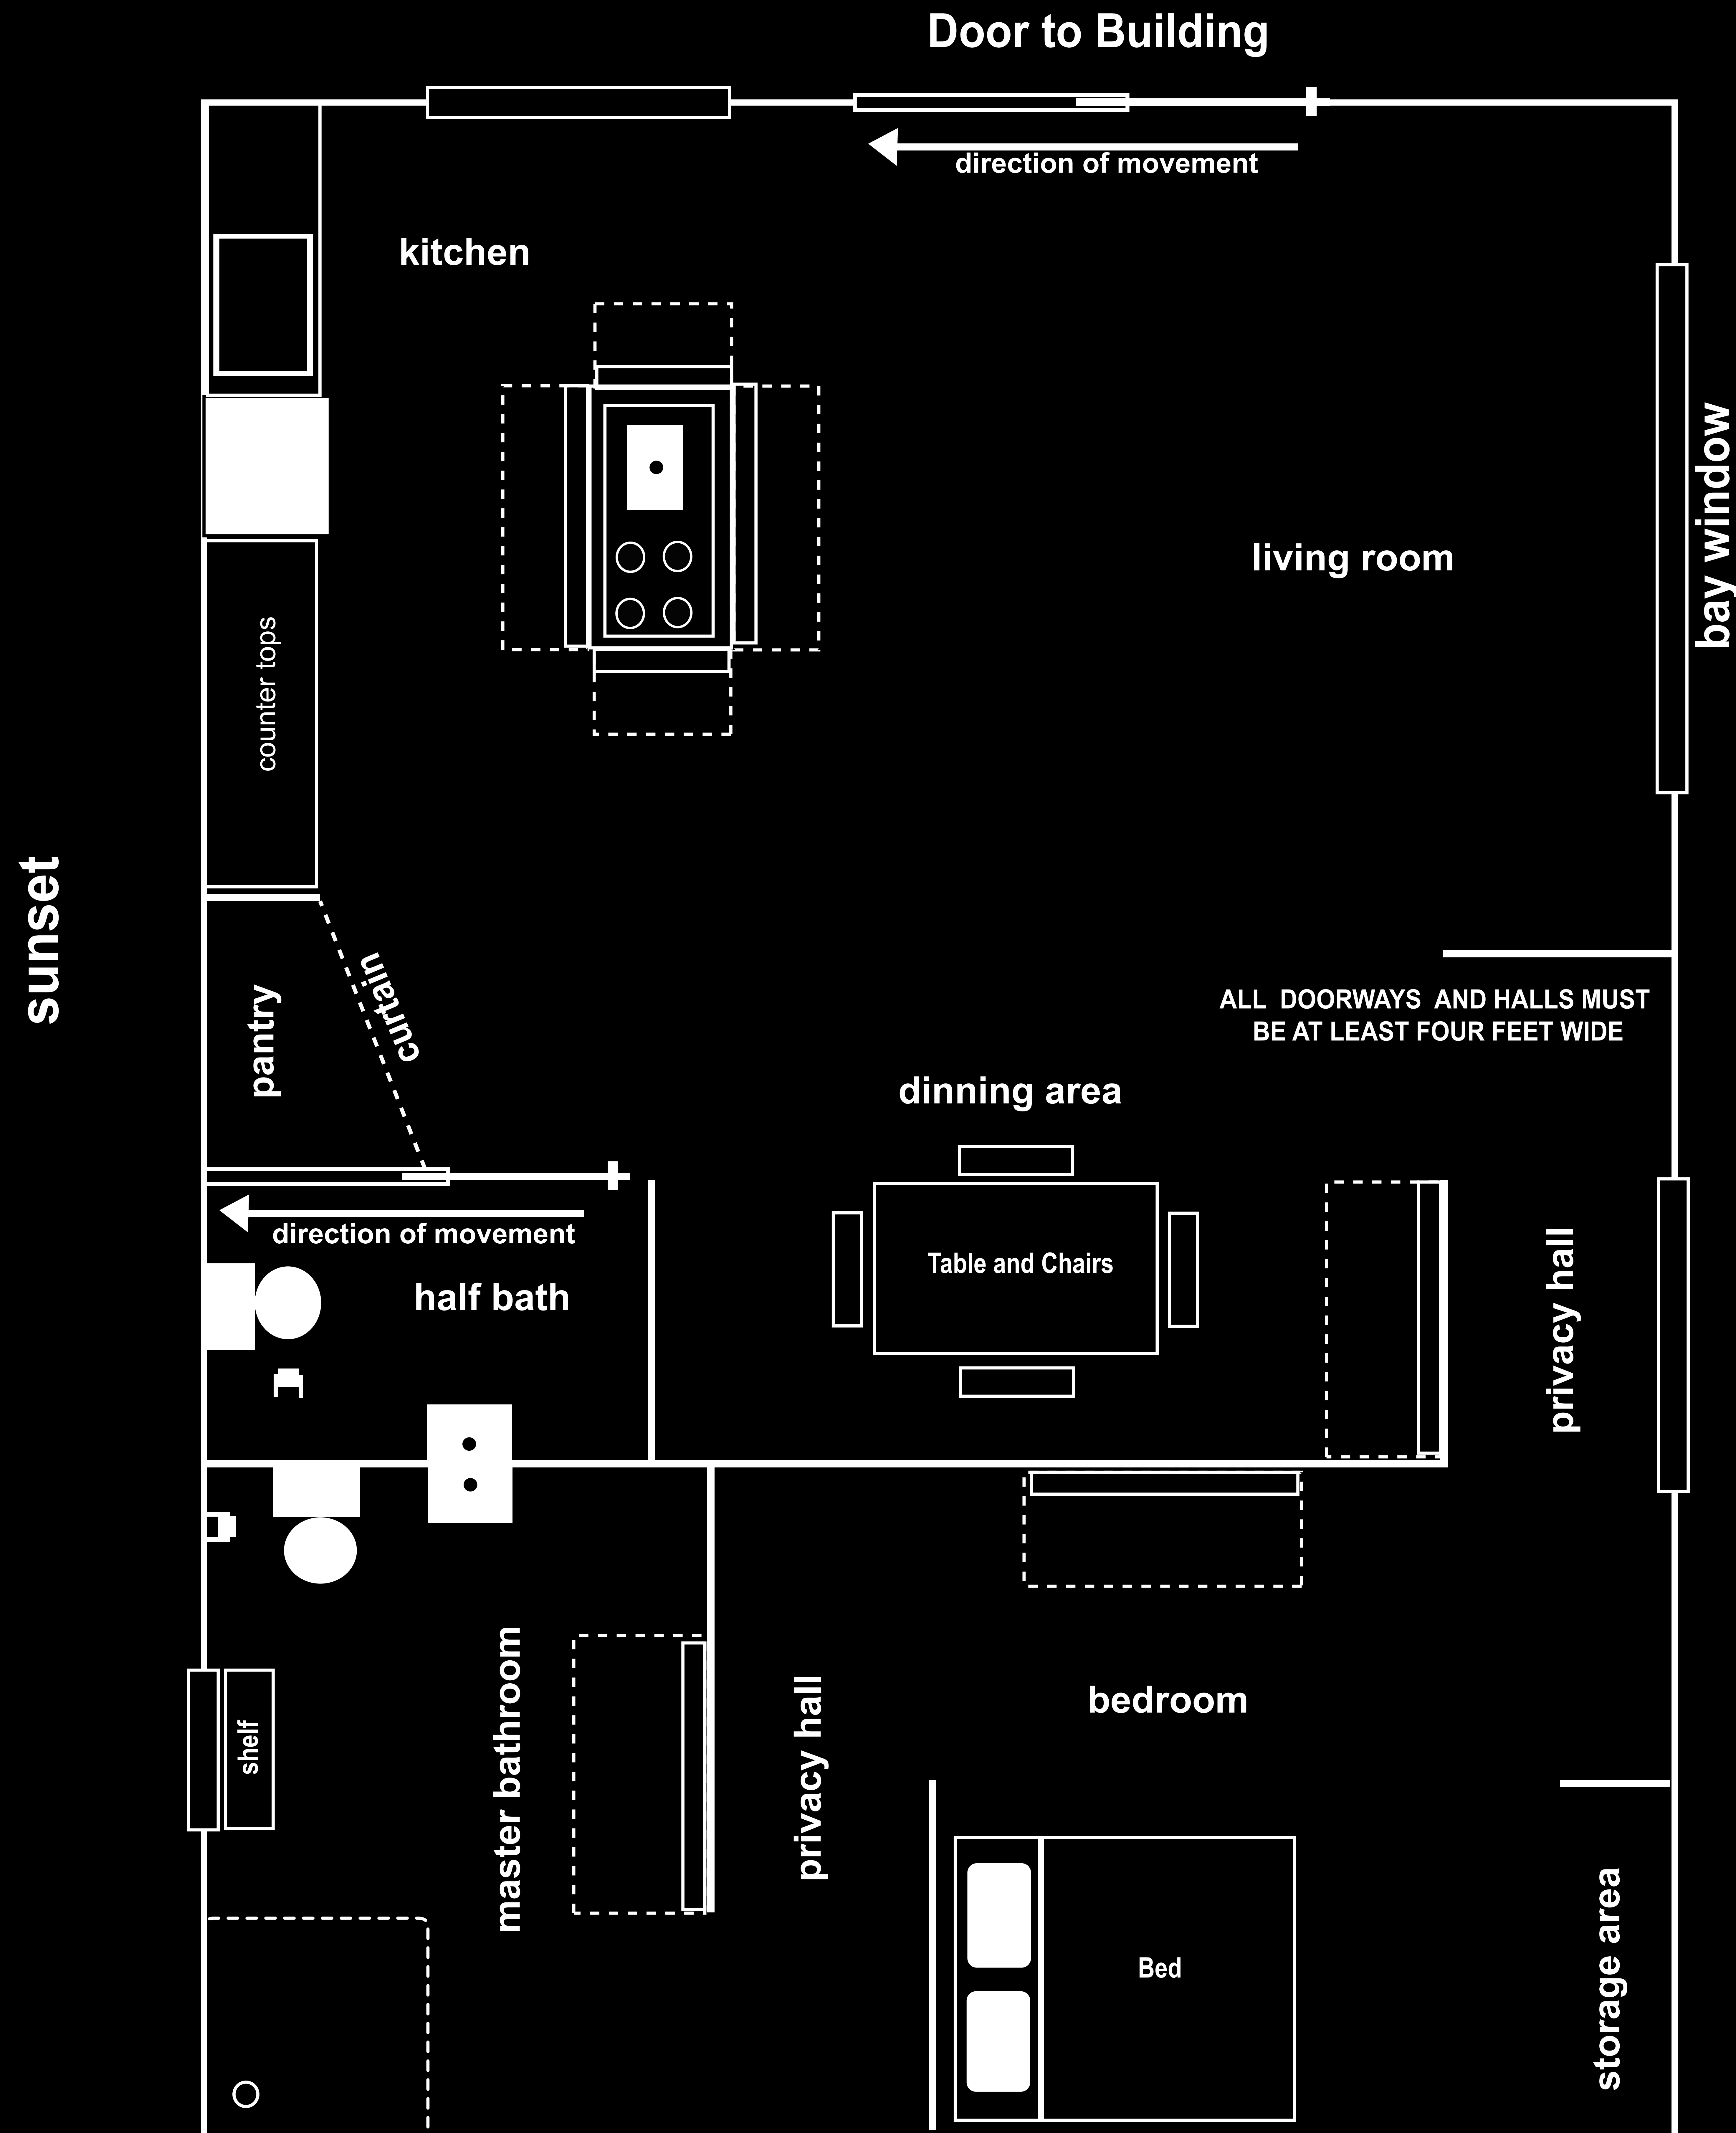 Door to Building
direction of movement
kitchen
bay window
living room
counter tops
sunset
curtain
pantry
ALL DOORWAYS AND HALLS MUST
BE AT LEAST FOUR FEET WIDE
dinning area
direction of movement
Table and Chairs
half bath
privacy hall
master bathroom
privacy hall
bedroom
shelf
storage area
Bed